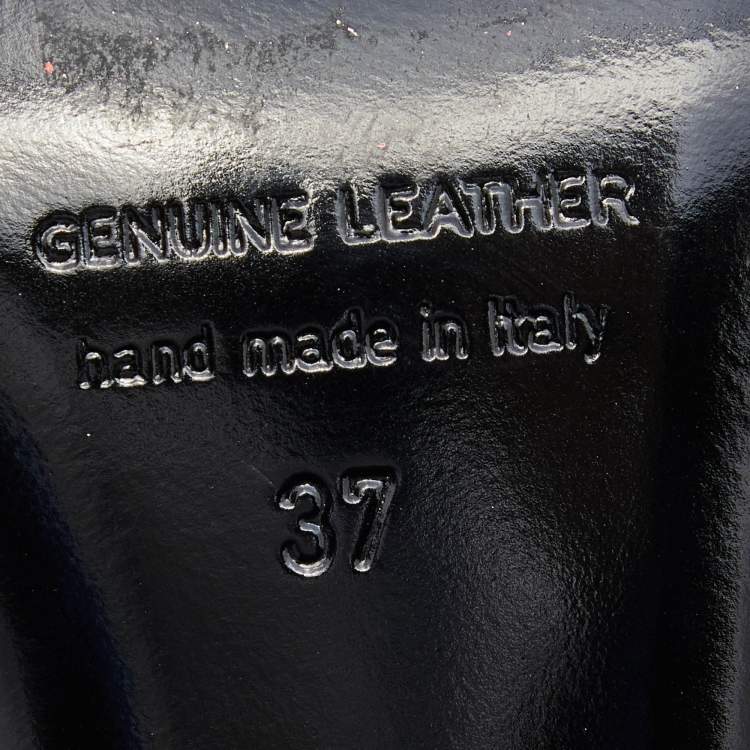 GENUINE LEATHER
hand made in Italy
37